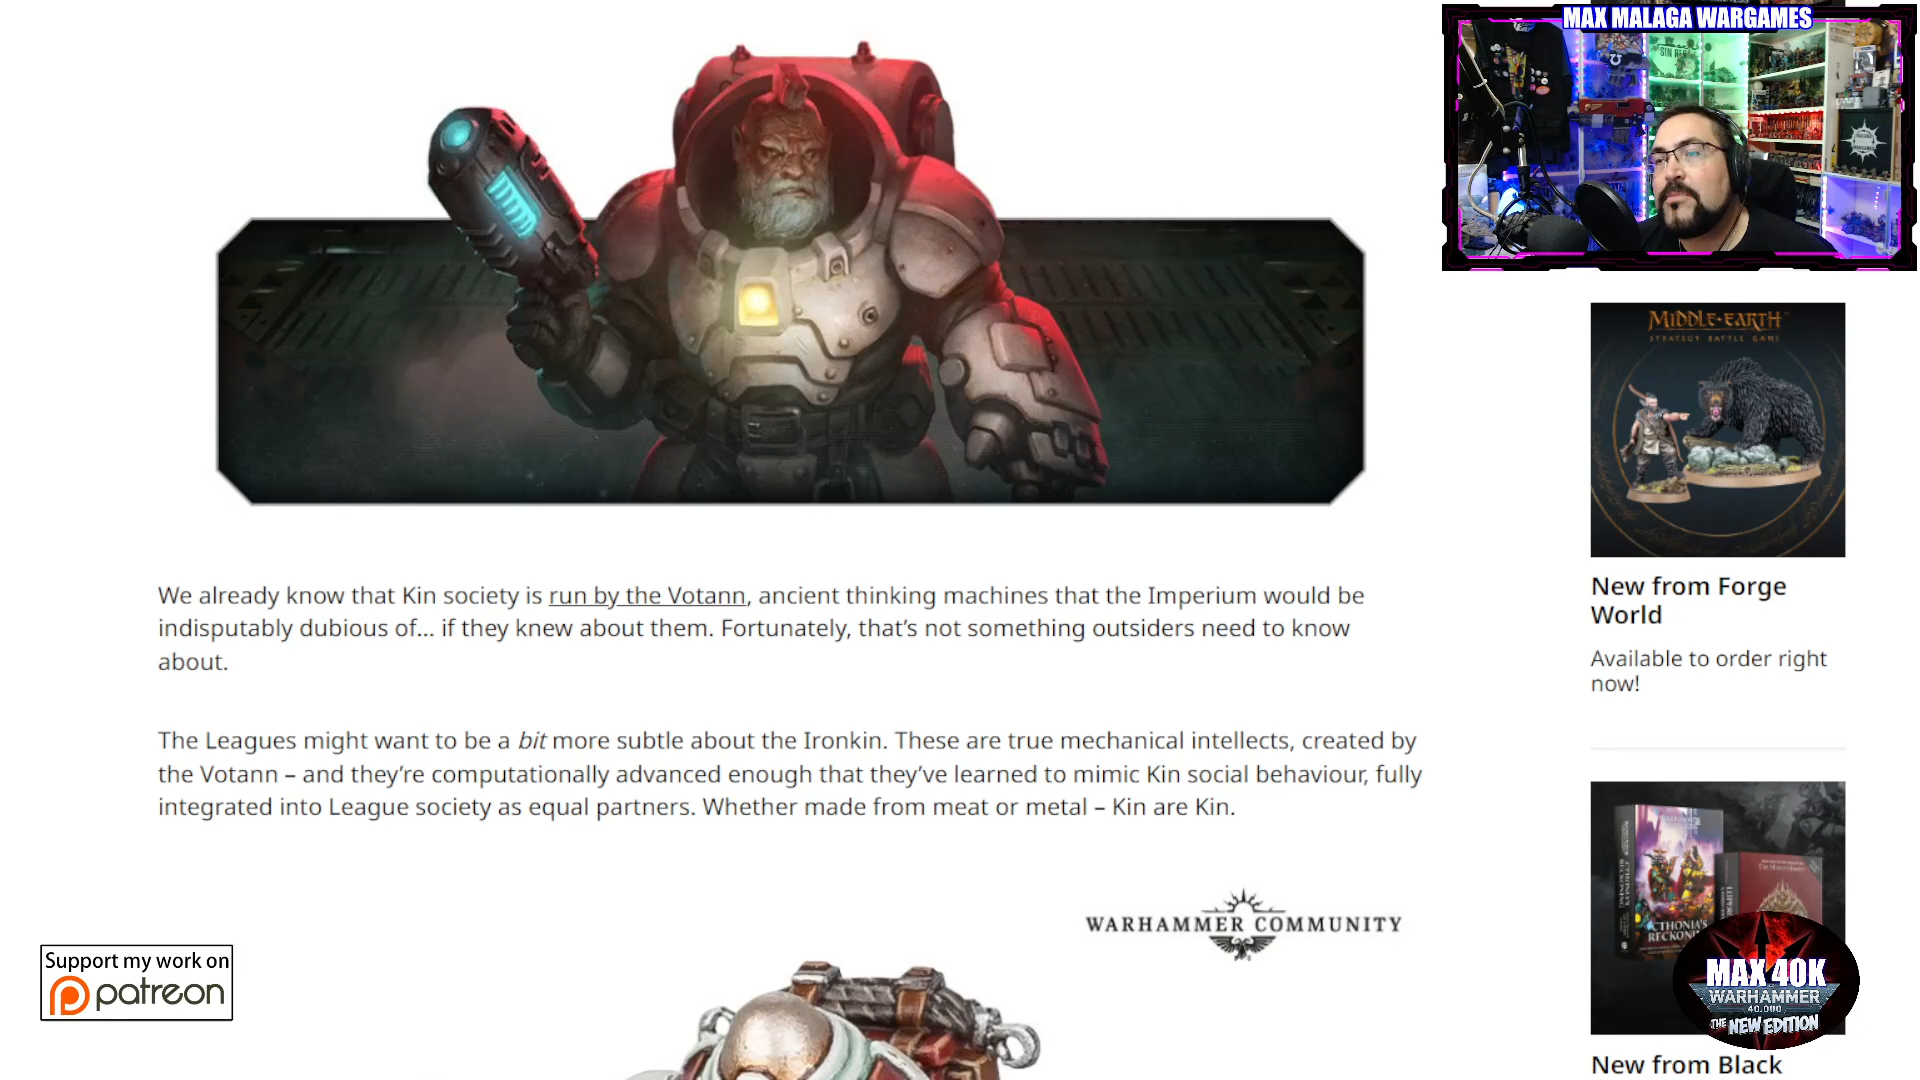 MAX MALAGA WARGAMES
MIDDLE-EARTH
STRATEGY BATTLE GAME
We already know that Kin society is run by the Votann, ancient thinking machines that the Imperium would be
indisputably dubious of... if they knew about them. Fortunately, that's not something outsiders need to know
about.
The Leagues might want to be a bit more subtle about the Ironkin. These are true mechanical intellects, created by
the Votann – and they're computationally advanced enough that they've learned to mimic Kin social behaviour, fully
integrated into League society as equal partners. Whether made from meat or metal – Kin are Kin.
WARHAMMER COMMUNITY
New from Forge
World
Available to order right
now!
Support my work on
patreon
MAX 40K
WARHAMMER
40,000
THE NEW EDITION
New from Black